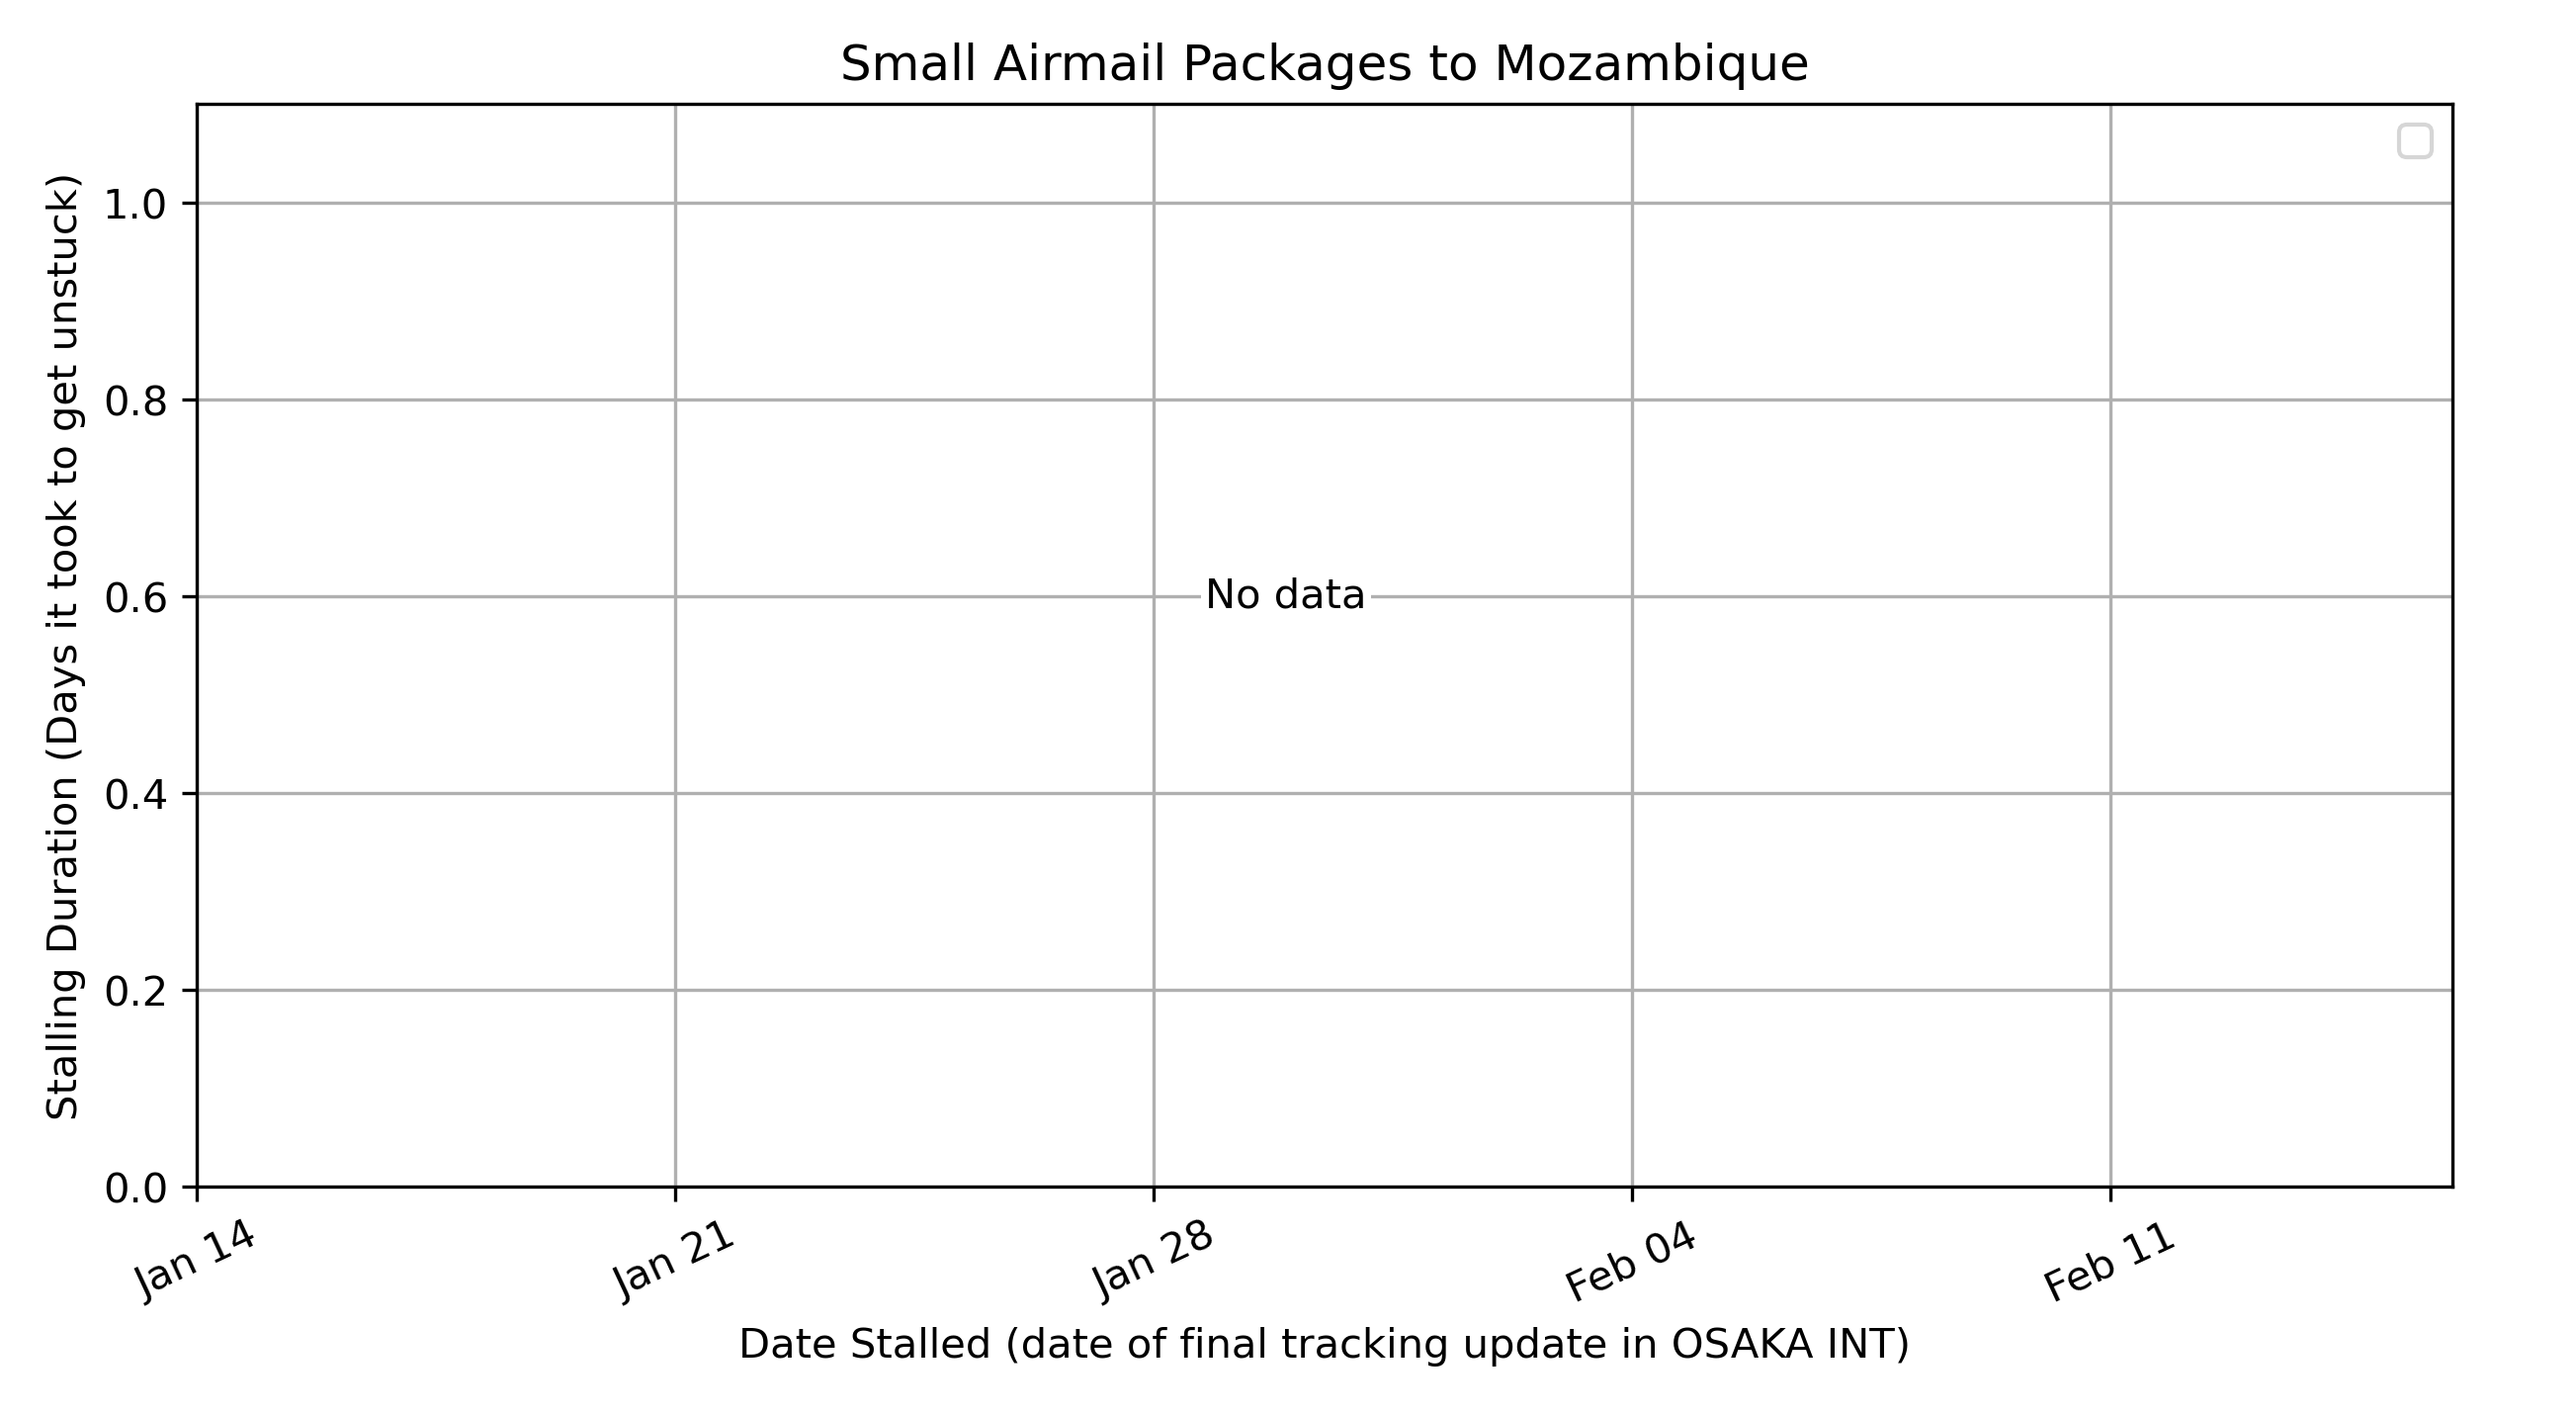 Small Airmail Packages to Mozambique
Stalling Duration (Days it took to get unstuck)
1.0
0.8
0.6
0.4
0.2
0.0
No data
Jan 14
Jan 21
Jan 28
Feb 04
Feb 11
Date Stalled (date of final tracking update in OSAKA INT)